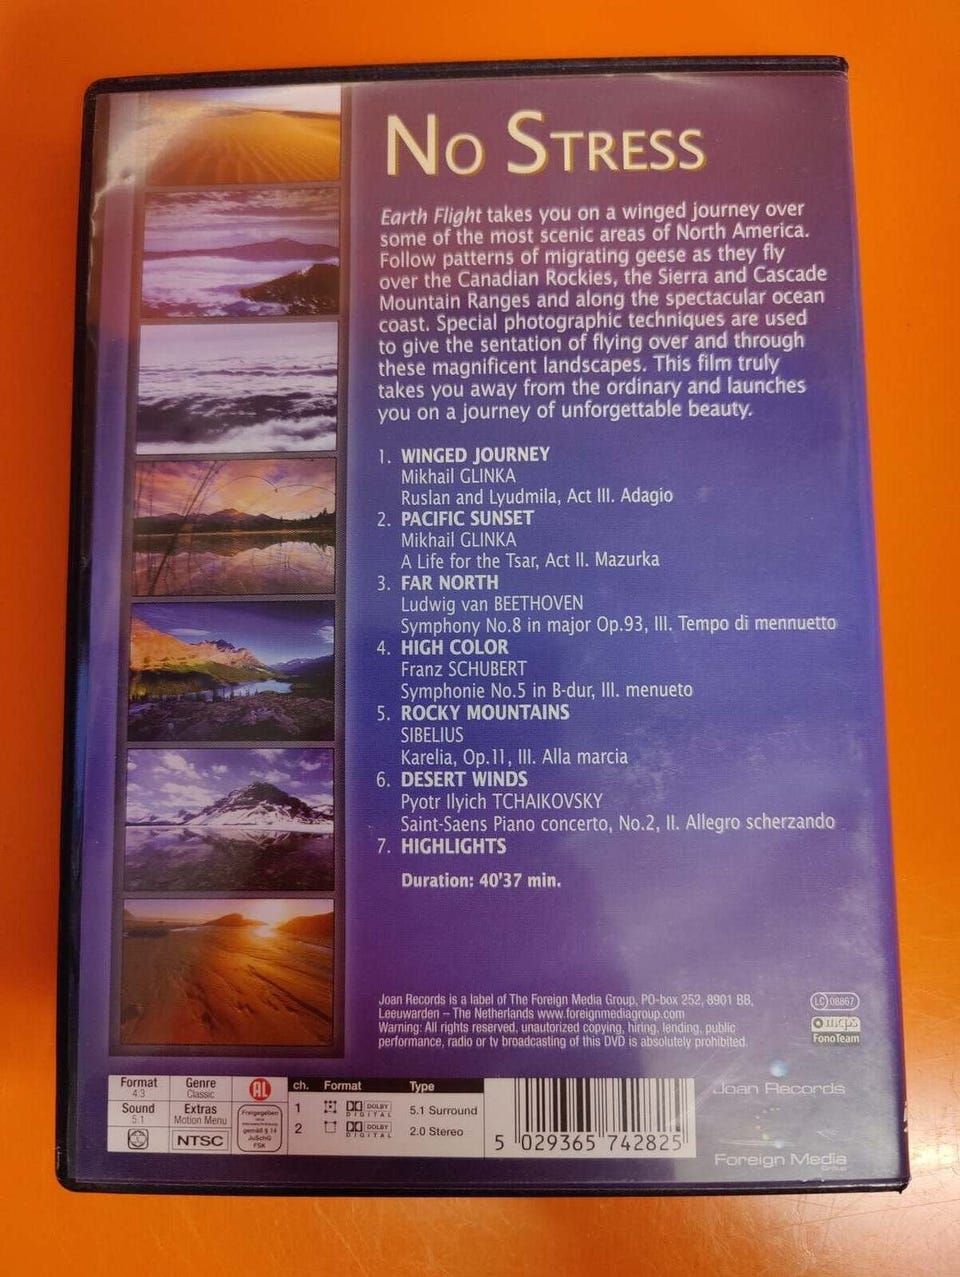 NO STRESS
Earth Flight takes you on a winged journey over
some of the most scenic areas of North America.
Follow patterns of migrating geese as they fly
over the Canadian Rockies, the Sierra and Cascade
Mountain Ranges and along the spectacular ocean
coast. Special photographic techniques are used
to give the sentation of flying over and through
these magnificent landscapes. This film truly
takes you away from the ordinary and launches
you on a journey of unforgettable beauty.
1. WINGED JOURNEY
Mikhail GLINKA
Ruslan and Lyudmila, Act III. Adagio
2. PACIFIC SUNSET
Mikhail GLINKA
A Life for the Tsar, Act II. Mazurka
3. FAR NORTH
Ludwig van BEETHOVEN
Symphony No.8 in major Op.93, III. Tempo di mennuetto
4. HIGH COLOR
Franz SCHUBERT
Symphonie No.5 in B-dur, III. menueto
5. ROCKY MOUNTAINS
SIBELIUS
Karelia, Op.11, III. Alla marcia
6. DESERT WINDS
Pyotr Ilyich TCHAIKOVSKY
Saint-Saens Piano concerto, No.2, II. Allegro scherzando
7. HIGHLIGHTS
Duration: 40'37 min.
Joan Records is a label of The Foreign Media Group, PO-box 252, 8901 BB,
Leeuwarden – The Netherlands www.foreignmediagroup.com
Warning: All rights reserved, unautorized copying, hiring, lending, public
performance, radio or tv broadcasting of this DVD is absolutely prohibited.
LC 08867
mcps
FonoTeam
Format
4:3
Genre
Classic
AL
Sound
5.1
Extras
Motion Menu
NTSC
Freigegeben
gemäß § 14
JuSchG
FSK
ch. Format Type
1 DOLBY DIGITAL 5.1 Surround
2 DOLBY DIGITAL 2.0 Stereo
5 029365 742825
Joan Records
Foreign Media
Group